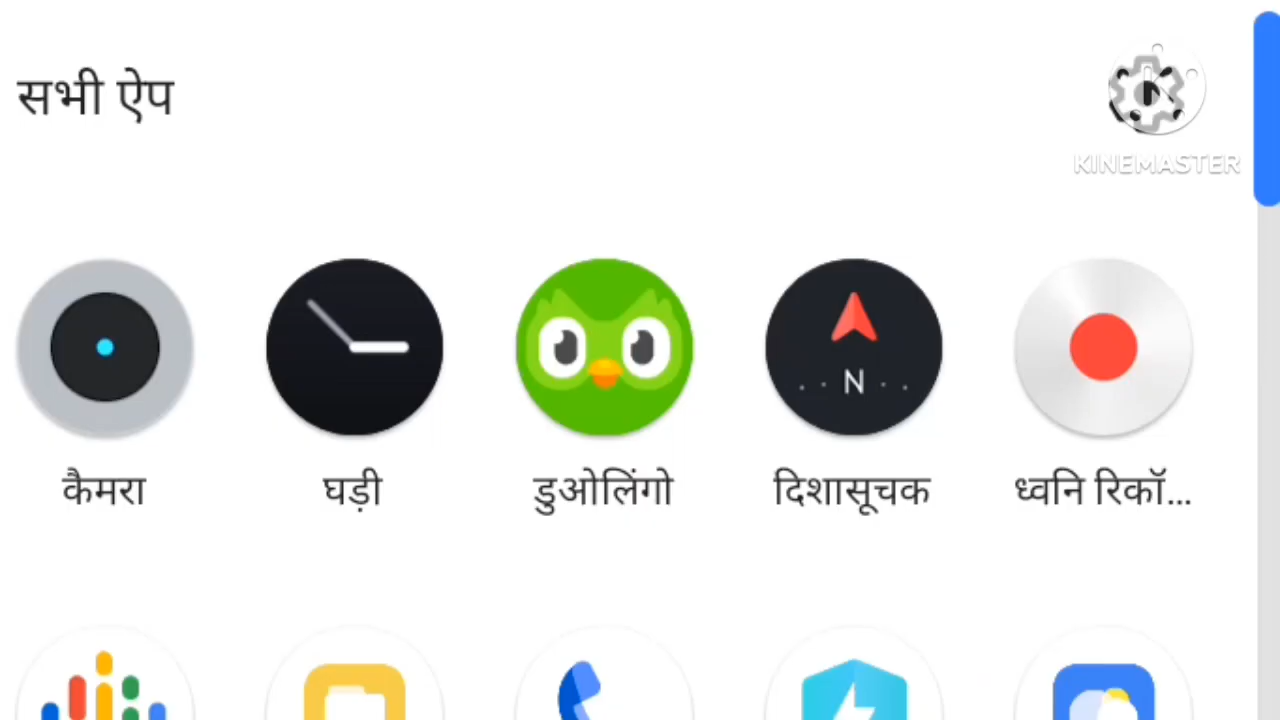 सभी ऐप
KINEMASTER
N
कैमरा
घड़ी
डुओलिंगो
दिशासूचक
ध्वनि रिकॉ...